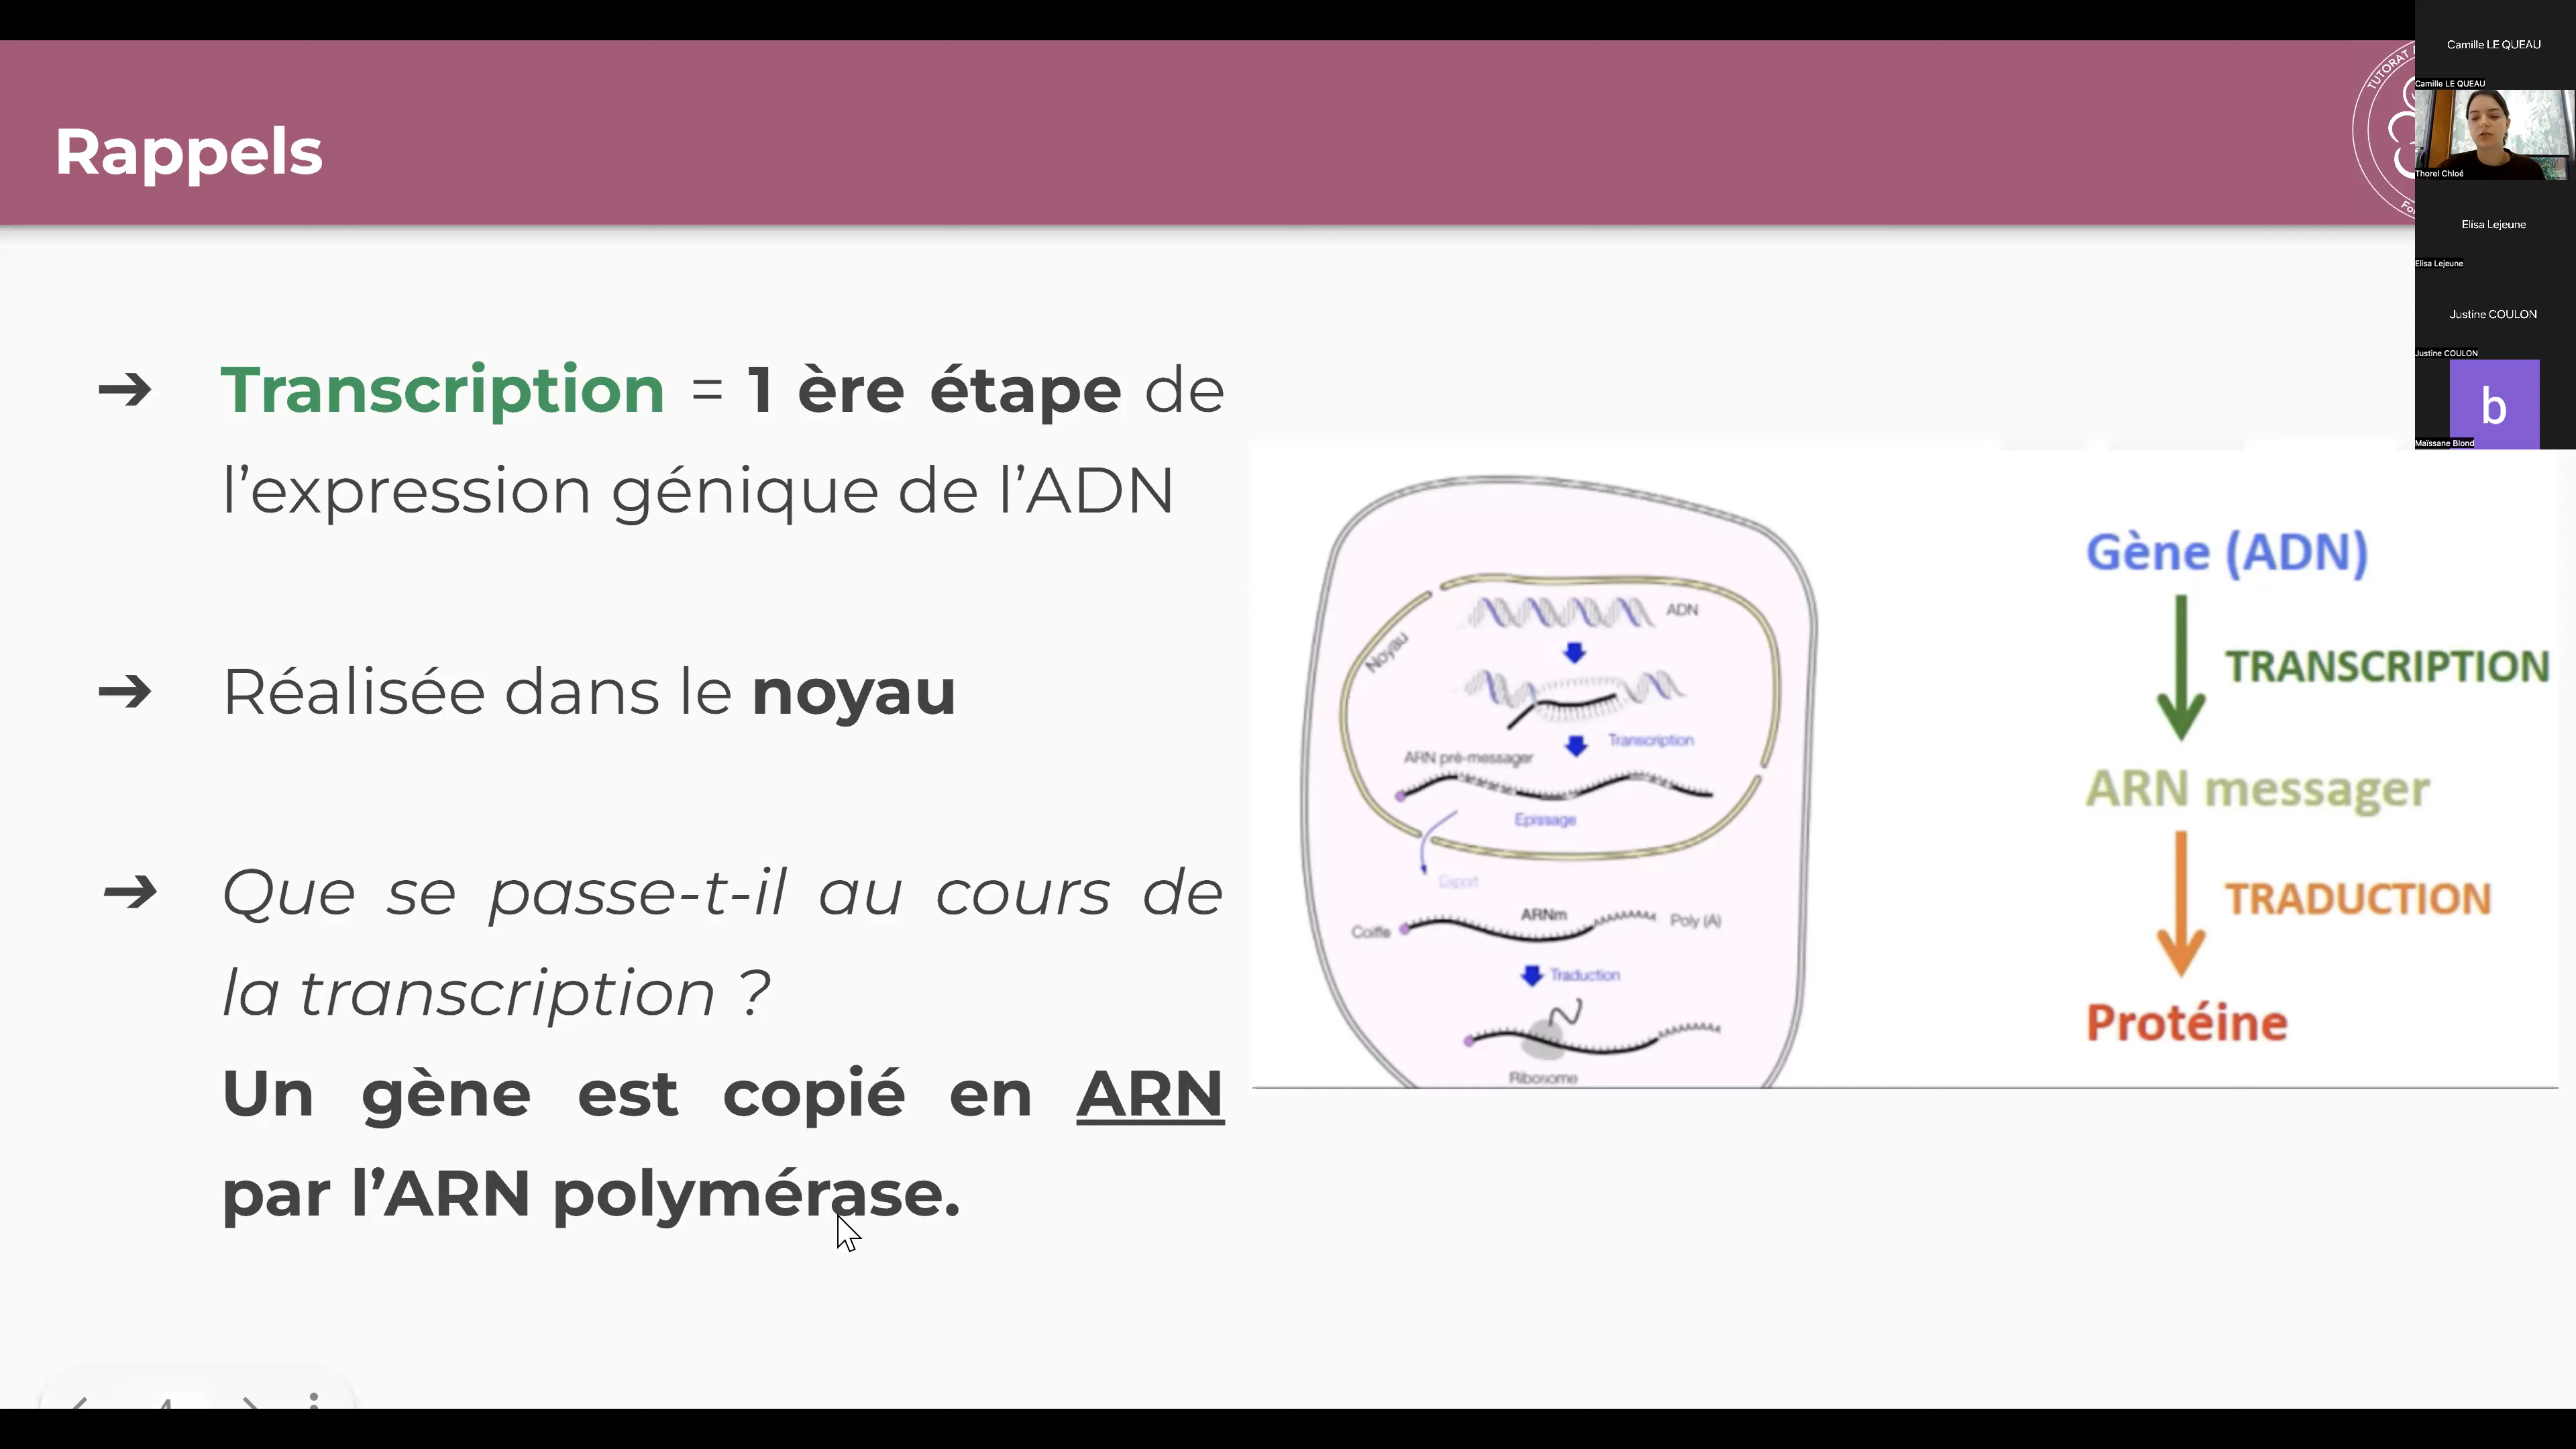 Rappels
TUTORAT
➔ Transcription = 1 ère étape de
l’expression génique de l’ADN
➔ Réalisée dans le noyau
➔ Que se passe-t-il au cours de
la transcription ?
Un gène est copié en ARN
par l’ARN polymérase.
Noyau
ADN
Transcription
ARN pré-messager
Epissage
Export
ARNm
Coiffe
Poly (A)
Traduction
Ribosome
Gène (ADN)
TRANSCRIPTION
ARN messager
TRADUCTION
Protéine
Camille LE QUEAU
Camille LE QUEAU
Thorel Chloé
Elisa Lejeune
Elisa Lejeune
Justine COULON
Justine COULON
b
Maïssane Blond